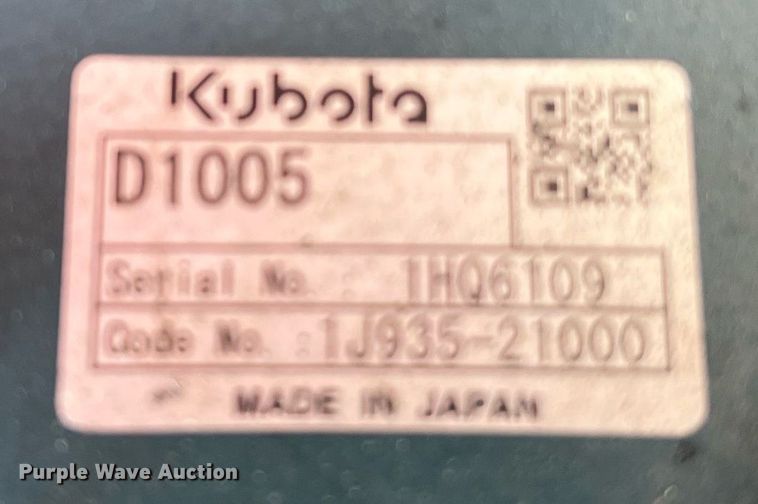 Kubota
D1005
Serial No. : 1HQ6109
Code No. : 1J935-21000
MADE IN JAPAN
Purple Wave Auction